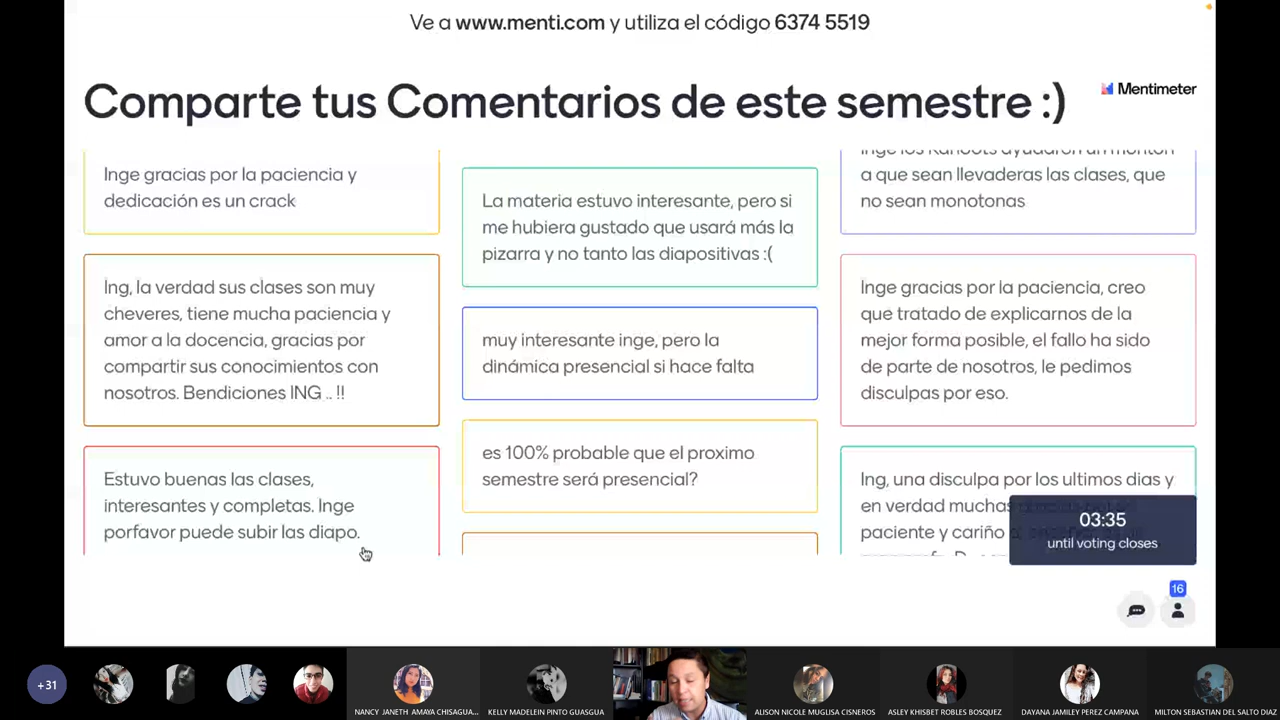 Ve a www.menti.com y utiliza el código 6374 5519
Comparte tus Comentarios de este semestre :)
Mentimeter
Inge gracias por la paciencia y
dedicación es un crack
Ing, la verdad sus clases son muy
cheveres, tiene mucha paciencia y
amor a la docencia, gracias por
compartir sus conocimientos con
nosotros. Bendiciones ING .. !!
Estuvo buenas las clases,
interesantes y completas. Inge
porfavor puede subir las diapo.
La materia estuvo interesante, pero si
me hubiera gustado que usará más la
pizarra y no tanto las diapositivas :(
muy interesante inge, pero la
dinámica presencial si hace falta
es 100% probable que el proximo
semestre será presencial?
Inge los Kahoots ayudaron un montón
a que sean llevaderas las clases, que
no sean monotonas
Inge gracias por la paciencia, creo
que tratado de explicarnos de la
mejor forma posible, el fallo ha sido
de parte de nosotros, le pedimos
disculpas por eso.
Ing, una disculpa por los ultimos dias y
en verdad muchas
paciente y cariño
03:35
until voting closes
16
+31
NANCY JANETH AMAYA CHISAGUA...
KELLY MADELEIN PINTO GUASGUA
ALISON NICOLE MUGLISA CISNEROS
ASLEY KHISBET ROBLES BOSQUEZ
DAYANA JAMILEY PEREZ CAMPANA
MILTON SEBASTIAN DEL SALTO DIAZ